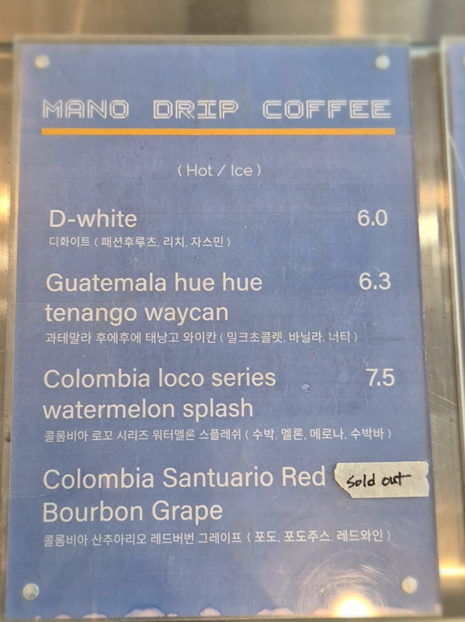 MANO DRIP COFFEE
( Hot / Ice )
D-white 6.0
디화이트 ( 패션후루츠, 리치, 자스민 )
Guatemala hue hue 6.3
tenango waycan
과테말라 후에후에 태낭고 와이칸 ( 밀크초콜렛, 바닐라, 너티 )
Colombia loco series 7.5
watermelon splash
콜롬비아 로꼬 시리즈 워터멜론 스플레쉬 ( 수박, 멜론, 메로나, 수박바 )
Colombia Santuario Red sold out
Bourbon Grape
콜롬비아 산추아리오 레드버번 그레이프 ( 포도, 포도주스, 레드와인 )